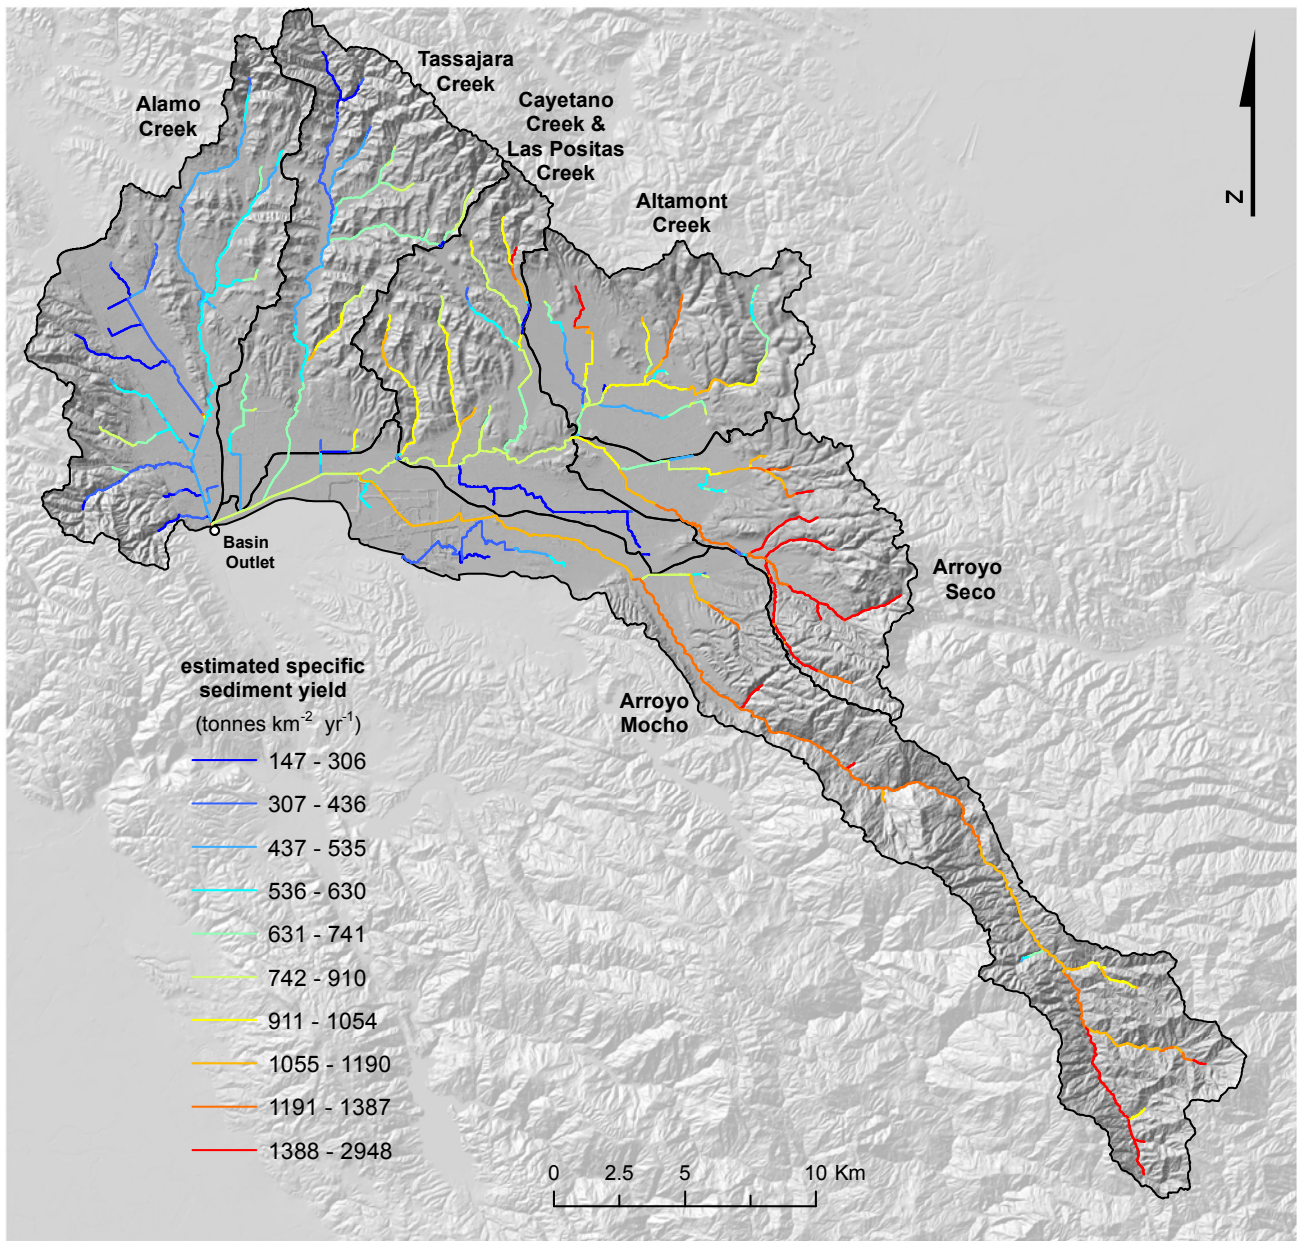 Tassajara
Creek
Alamo
Creek
Cayetano
Creek &
Las Positas
Creek
Altamont
Creek
N
Basin
Outlet
Arroyo
Seco
Arroyo
Mocho
estimated specific
sediment yield
(tonnes km⁻² yr⁻¹)
147 - 306
307 - 436
437 - 535
536 - 630
631 - 741
742 - 910
911 - 1054
1055 - 1190
1191 - 1387
1388 - 2948
0 2.5 5 10 Km